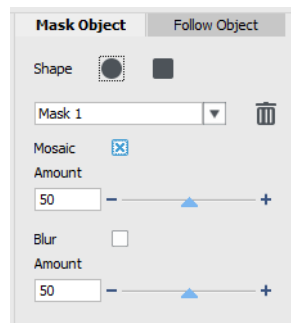 Mask Object Follow Object
Shape
Mask 1
Mosaic
Amount
50
Blur
Amount
50